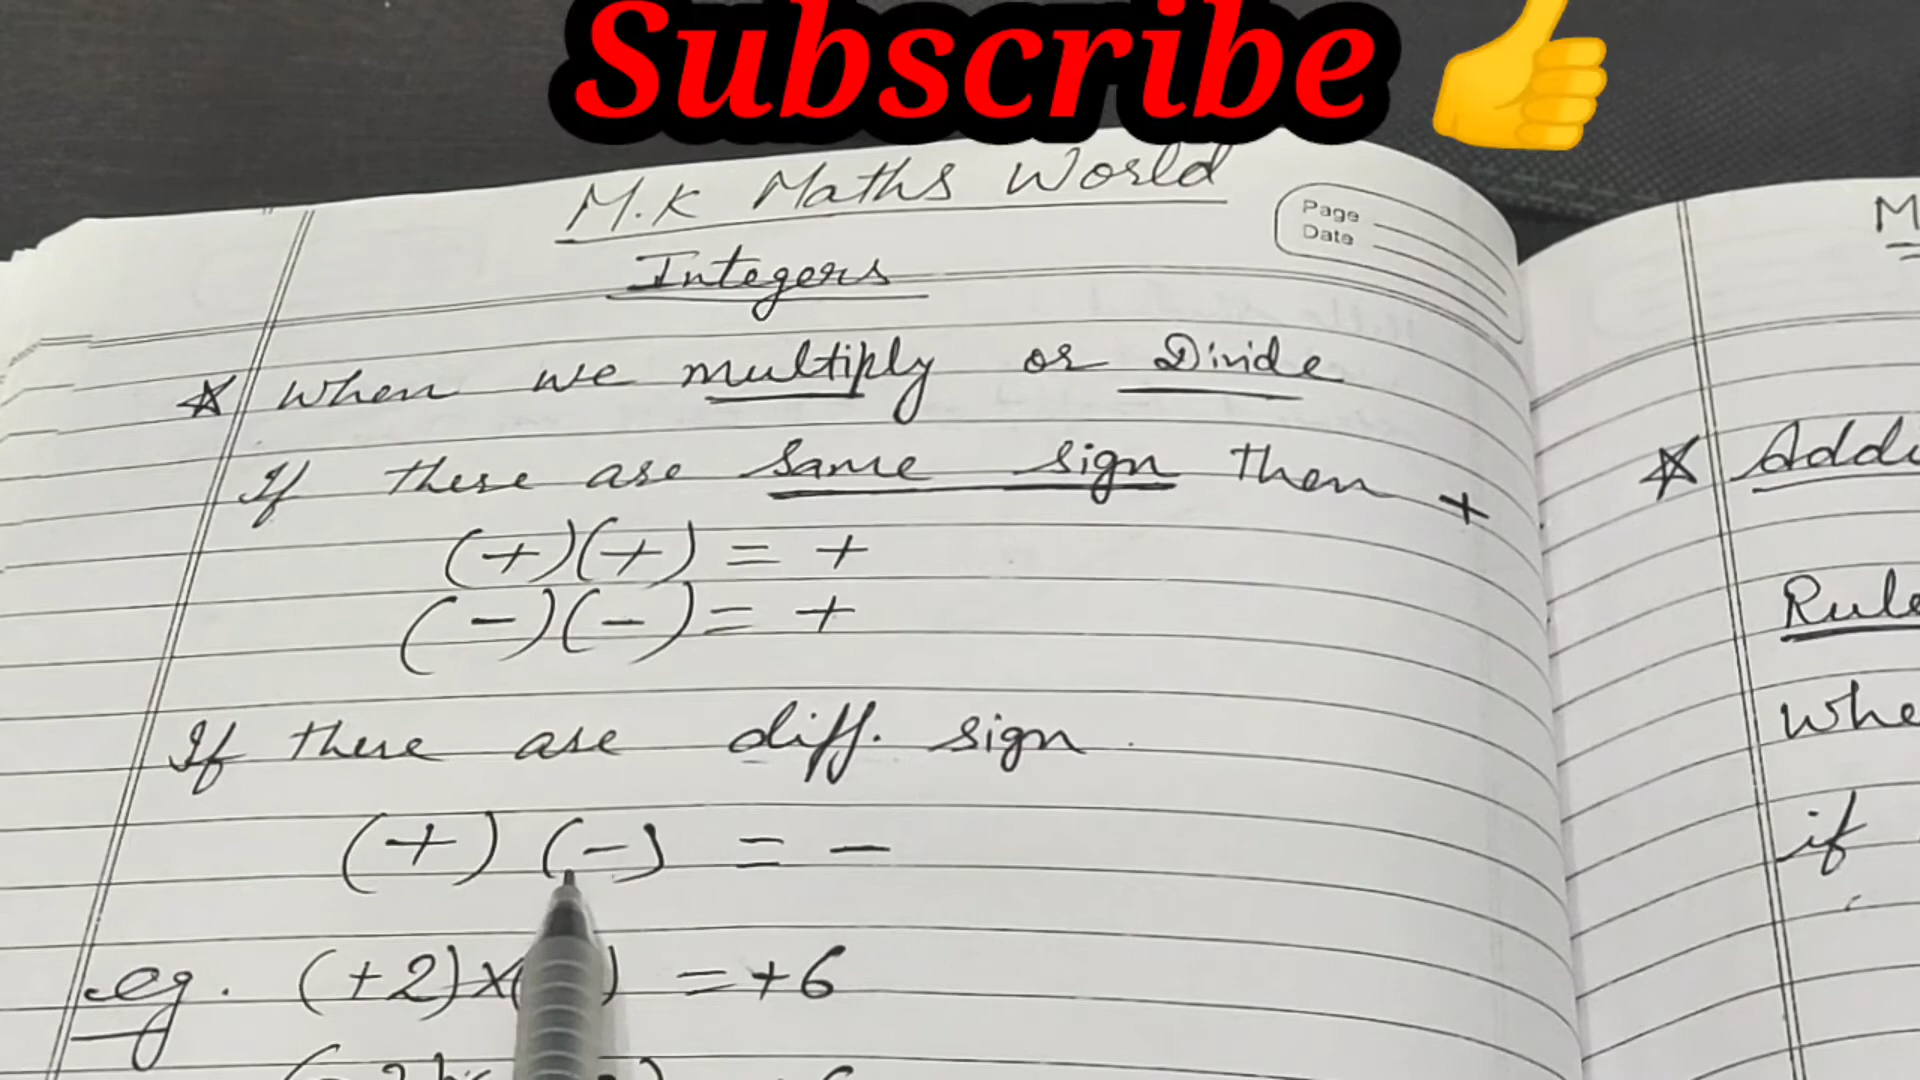 Subscribe
M.K Maths World
Page
Date
Integers
☆ When we multiply or Divide
If there are same sign then +
(+)(+) = +
(-)(-) = +
If there are diff. sign
(+) (-) = -
eg. (+2)×( ) = +6
M
☆ Addi
Rule
Whe
if